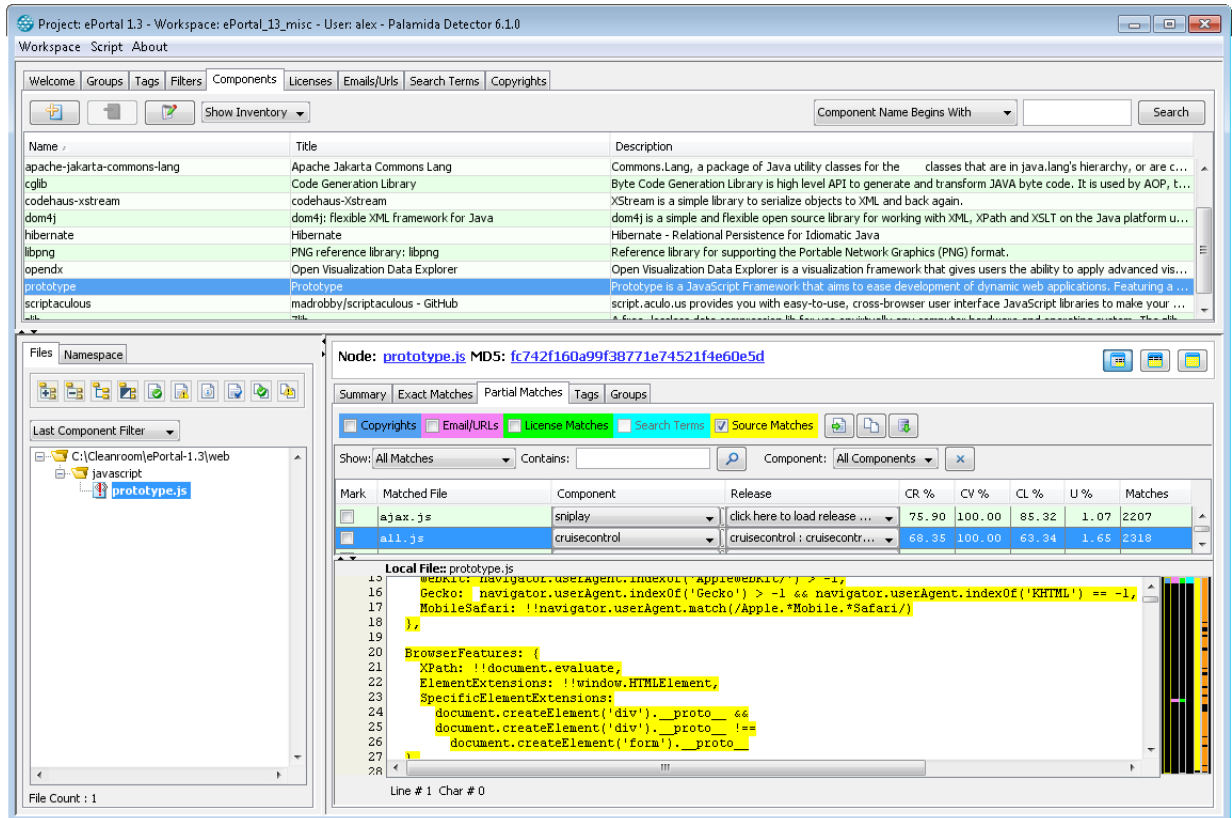 Project: ePortal 1.3 - Workspace: ePortal_13_misc - User: alex - Palamida Detector 6.1.0
Workspace Script About
Welcome Groups Tags Filters Components Licenses Emails/Urls Search Terms Copyrights
Show Inventory Component Name Begins With Search
Name Title Description
apache-jakarta-commons-lang Apache Jakarta Commons Lang Commons.Lang, a package of Java utility classes for the classes that are in java.lang's hierarchy, or are c...
cglib Code Generation Library Byte Code Generation Library is high level API to generate and transform JAVA byte code. It is used by AOP, t...
codehaus-xstream codehaus-Xstream XStream is a simple library to serialize objects to XML and back again.
dom4j dom4j: flexible XML framework for Java dom4j is a simple and flexible open source library for working with XML, XPath and XSLT on the Java platform u...
hibernate Hibernate Hibernate - Relational Persistence for Idiomatic Java
libpng PNG reference library: libpng Reference library for supporting the Portable Network Graphics (PNG) format.
opendx Open Visualization Data Explorer Open Visualization Data Explorer is a visualization framework that gives users the ability to apply advanced vis...
prototype Prototype Prototype is a JavaScript Framework that aims to ease development of dynamic web applications. Featuring a ...
scriptaculous madrobby/scriptaculous - GitHub script.aculo.us provides you with easy-to-use, cross-browser user interface JavaScript libraries to make your ...
Files Namespace
Last Component Filter
C:\Cleanroom\ePortal-1.3\web
javascript
prototype.js
File Count : 1
Node: prototype.js MD5: fc742f160a99f38771e74521f4e60e5d
Summary Exact Matches Partial Matches Tags Groups
Copyrights Email/URLs License Matches Search Terms Source Matches
Show: All Matches Contains: Component: All Components
Mark Matched File Component Release CR % CV % CL % U % Matches
ajax.js sniplay click here to load release ... 75.90 100.00 85.32 1.07 2207
all.js cruisecontrol cruisecontrol : cruisecontr... 68.35 100.00 63.34 1.65 2318
Local File:: prototype.js
15 WebKit: navigator.userAgent.indexOf('AppleWebKit/') > -1,
16 Gecko: navigator.userAgent.indexOf('Gecko') > -1 && navigator.userAgent.indexOf('KHTML') == -1,
17 MobileSafari: !!navigator.userAgent.match(/Apple.*Mobile.*Safari/)
18 },
19
20 BrowserFeatures: {
21 XPath: !!document.evaluate,
22 ElementExtensions: !!window.HTMLElement,
23 SpecificElementExtensions:
24 document.createElement('div').__proto__ &&
25 document.createElement('div').__proto__ !==
26 document.createElement('form').__proto__
27 }
28
Line # 1 Char # 0